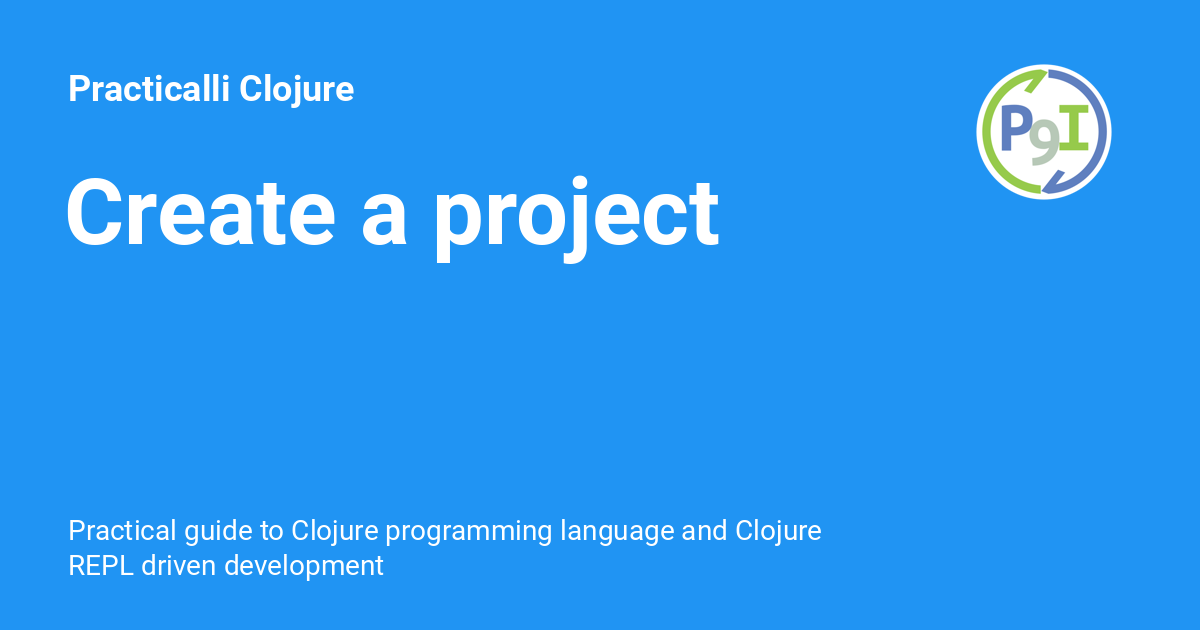 Practicalli Clojure
P9I
Create a project
Practical guide to Clojure programming language and Clojure
REPL driven development